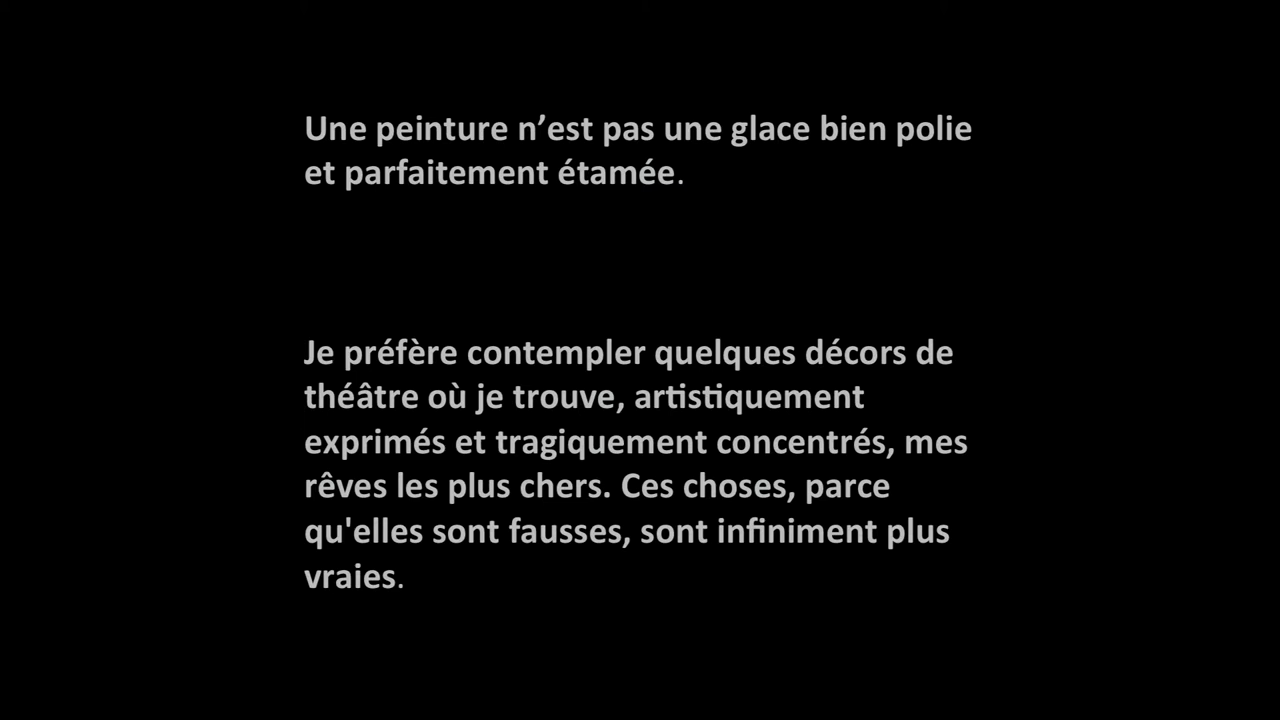 Une peinture n’est pas une glace bien polie
et parfaitement étamée.
Je préfère contempler quelques décors de
théâtre où je trouve, artistiquement
exprimés et tragiquement concentrés, mes
rêves les plus chers. Ces choses, parce
qu'elles sont fausses, sont infiniment plus
vraies.